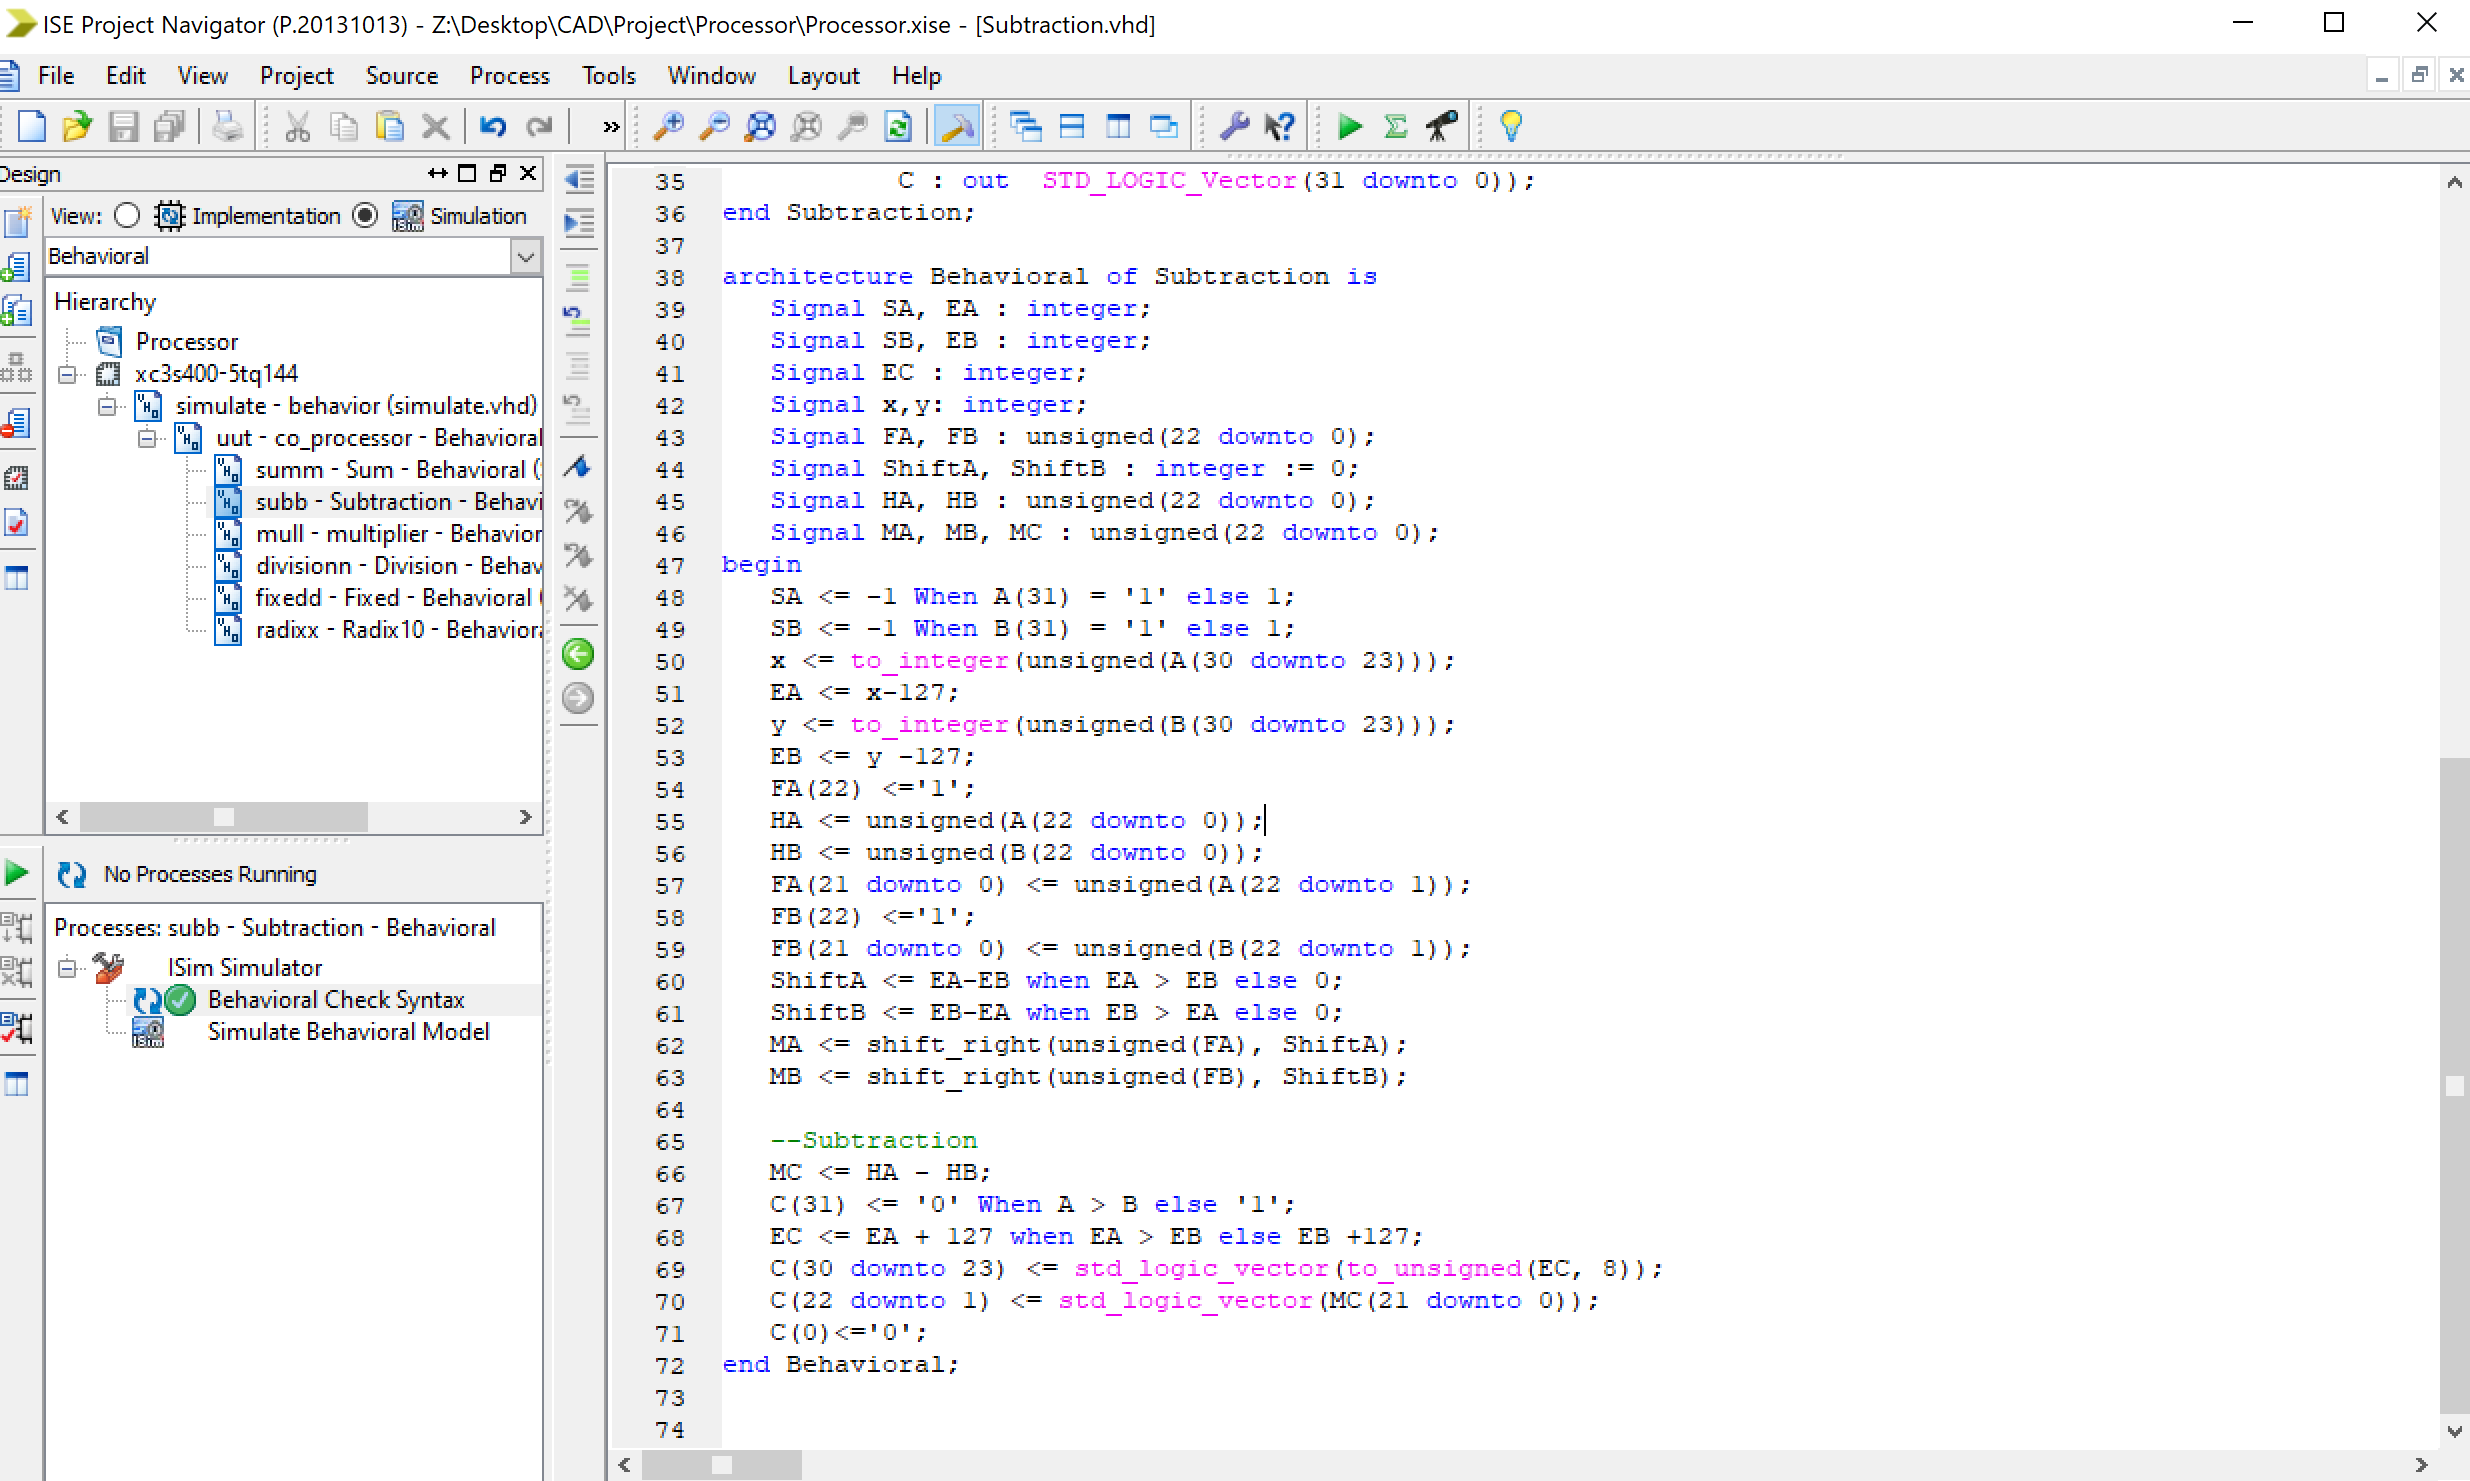 ISE Project Navigator (P.20131013) - Z:\Desktop\CAD\Project\Processor\Processor.xise - [Subtraction.vhd]
File Edit View Project Source Process Tools Window Layout Help
Design
View: Implementation Simulation
Behavioral
Hierarchy
Processor
xc3s400-5tq144
simulate - behavior (simulate.vhd)
uut - co_processor - Behavioral
summ - Sum - Behavioral (
subb - Subtraction - Behavi
mull - multiplier - Behavior
divisionn - Division - Behav
fixedd - Fixed - Behavioral (
radixx - Radix10 - Behavior
No Processes Running
Processes: subb - Subtraction - Behavioral
ISim Simulator
Behavioral Check Syntax
Simulate Behavioral Model
35 C : out STD_LOGIC_Vector(31 downto 0));
36 end Subtraction;
37
38 architecture Behavioral of Subtraction is
39 Signal SA, EA : integer;
40 Signal SB, EB : integer;
41 Signal EC : integer;
42 Signal x,y: integer;
43 Signal FA, FB : unsigned(22 downto 0);
44 Signal ShiftA, ShiftB : integer := 0;
45 Signal HA, HB : unsigned(22 downto 0);
46 Signal MA, MB, MC : unsigned(22 downto 0);
47 begin
48 SA <= -1 When A(31) = '1' else 1;
49 SB <= -1 When B(31) = '1' else 1;
50 x <= to_integer(unsigned(A(30 downto 23)));
51 EA <= x-127;
52 y <= to_integer(unsigned(B(30 downto 23)));
53 EB <= y -127;
54 FA(22) <='1';
55 HA <= unsigned(A(22 downto 0));
56 HB <= unsigned(B(22 downto 0));
57 FA(21 downto 0) <= unsigned(A(22 downto 1));
58 FB(22) <='1';
59 FB(21 downto 0) <= unsigned(B(22 downto 1));
60 ShiftA <= EA-EB when EA > EB else 0;
61 ShiftB <= EB-EA when EB > EA else 0;
62 MA <= shift_right(unsigned(FA), ShiftA);
63 MB <= shift_right(unsigned(FB), ShiftB);
64
65 --Subtraction
66 MC <= HA - HB;
67 C(31) <= '0' When A > B else '1';
68 EC <= EA + 127 when EA > EB else EB +127;
69 C(30 downto 23) <= std_logic_vector(to_unsigned(EC, 8));
70 C(22 downto 1) <= std_logic_vector(MC(21 downto 0));
71 C(0)<='0';
72 end Behavioral;
73
74